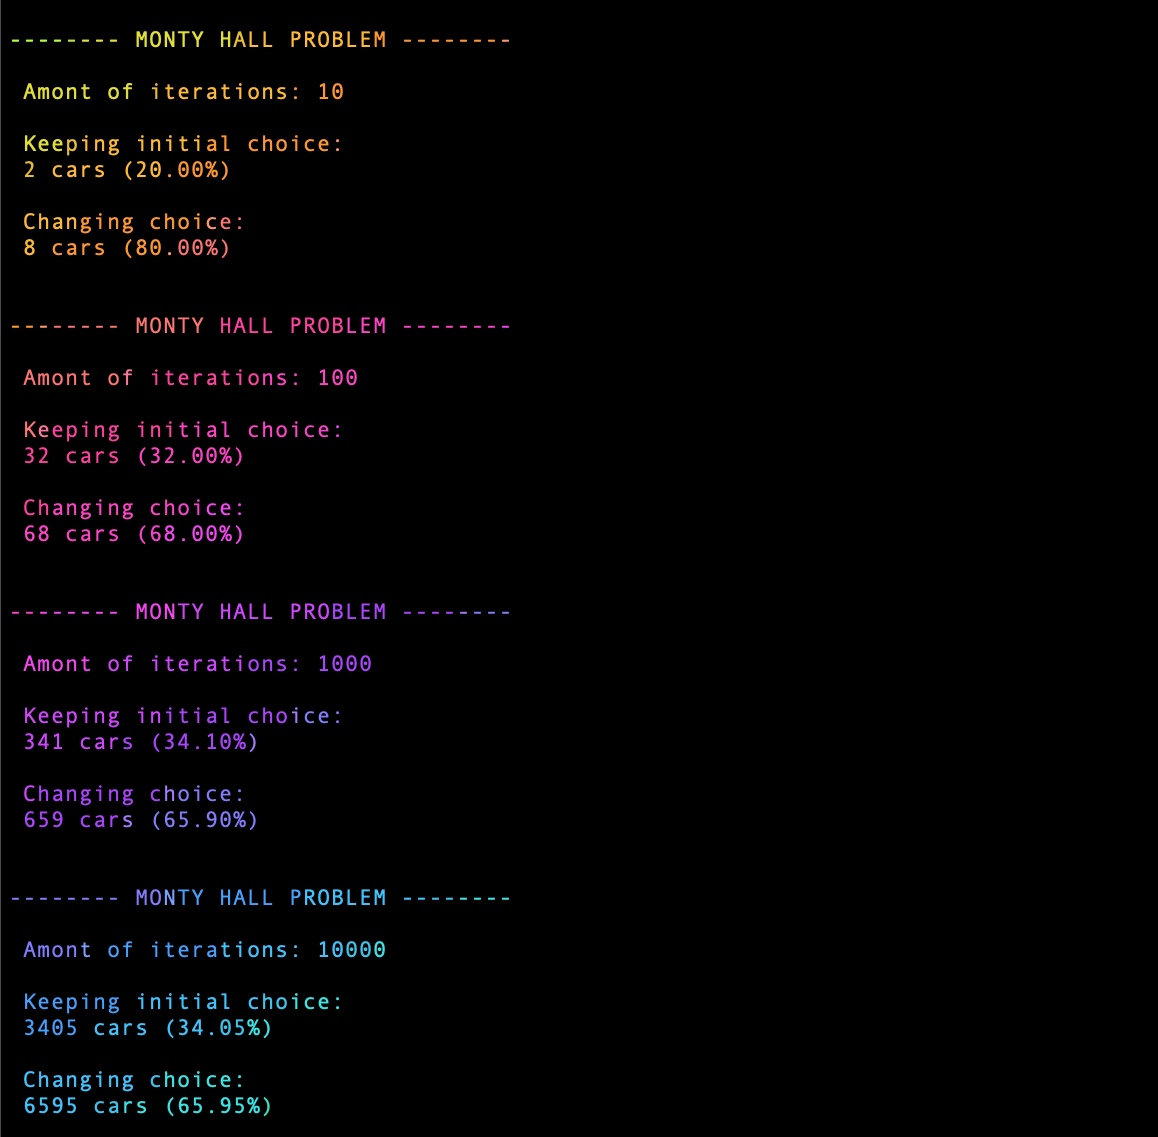 -------- MONTY HALL PROBLEM --------
Amont of iterations: 10
Keeping initial choice:
2 cars (20.00%)
Changing choice:
8 cars (80.00%)
-------- MONTY HALL PROBLEM --------
Amont of iterations: 100
Keeping initial choice:
32 cars (32.00%)
Changing choice:
68 cars (68.00%)
-------- MONTY HALL PROBLEM --------
Amont of iterations: 1000
Keeping initial choice:
341 cars (34.10%)
Changing choice:
659 cars (65.90%)
-------- MONTY HALL PROBLEM --------
Amont of iterations: 10000
Keeping initial choice:
3405 cars (34.05%)
Changing choice:
6595 cars (65.95%)